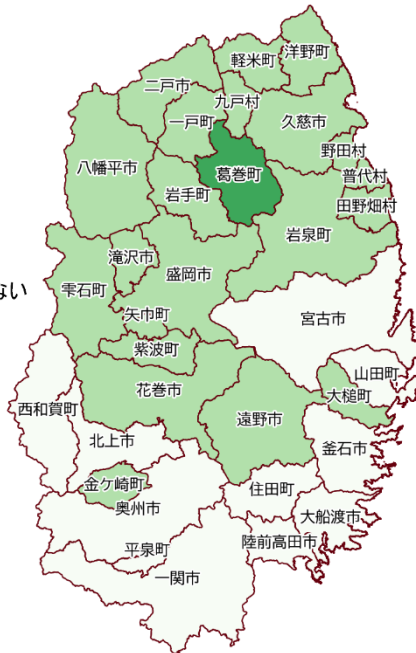 洋野町
軽米町
二戸市
九戸村
一戸町
久慈市
八幡平市
葛巻町
野田村
普代村
岩手町
田野畑村
岩泉町
滝沢市
盛岡市
ない
雫石町
矢巾町
宮古市
紫波町
山田町
花巻市
大槌町
西和賀町
遠野市
北上市
釜石市
金ケ崎町
住田町
奥州市
大船渡市
平泉町
陸前高田市
一関市